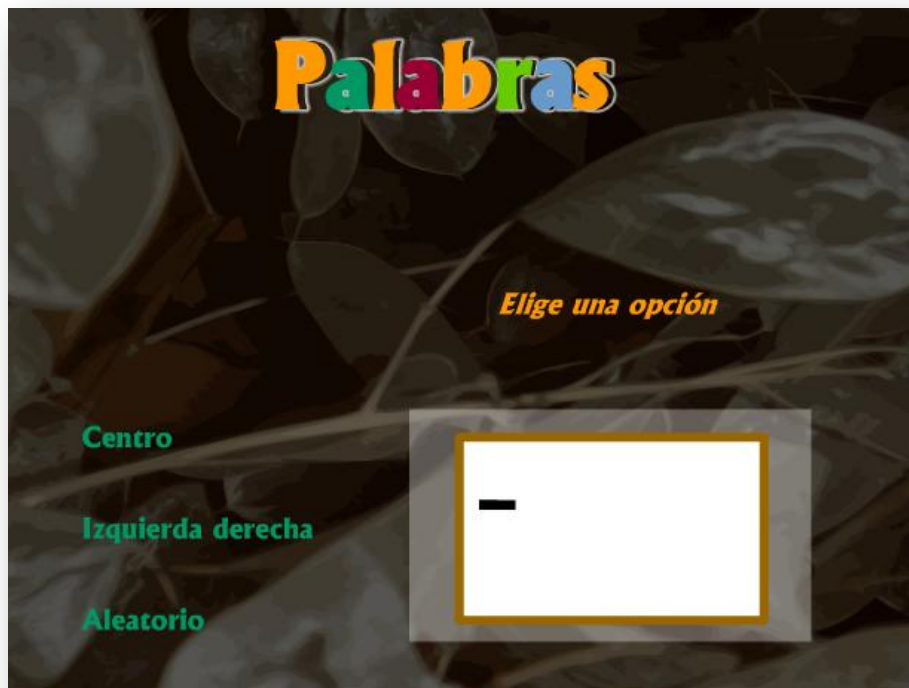 Palabras
Elige una opción
Centro
Izquierda derecha
Aleatorio